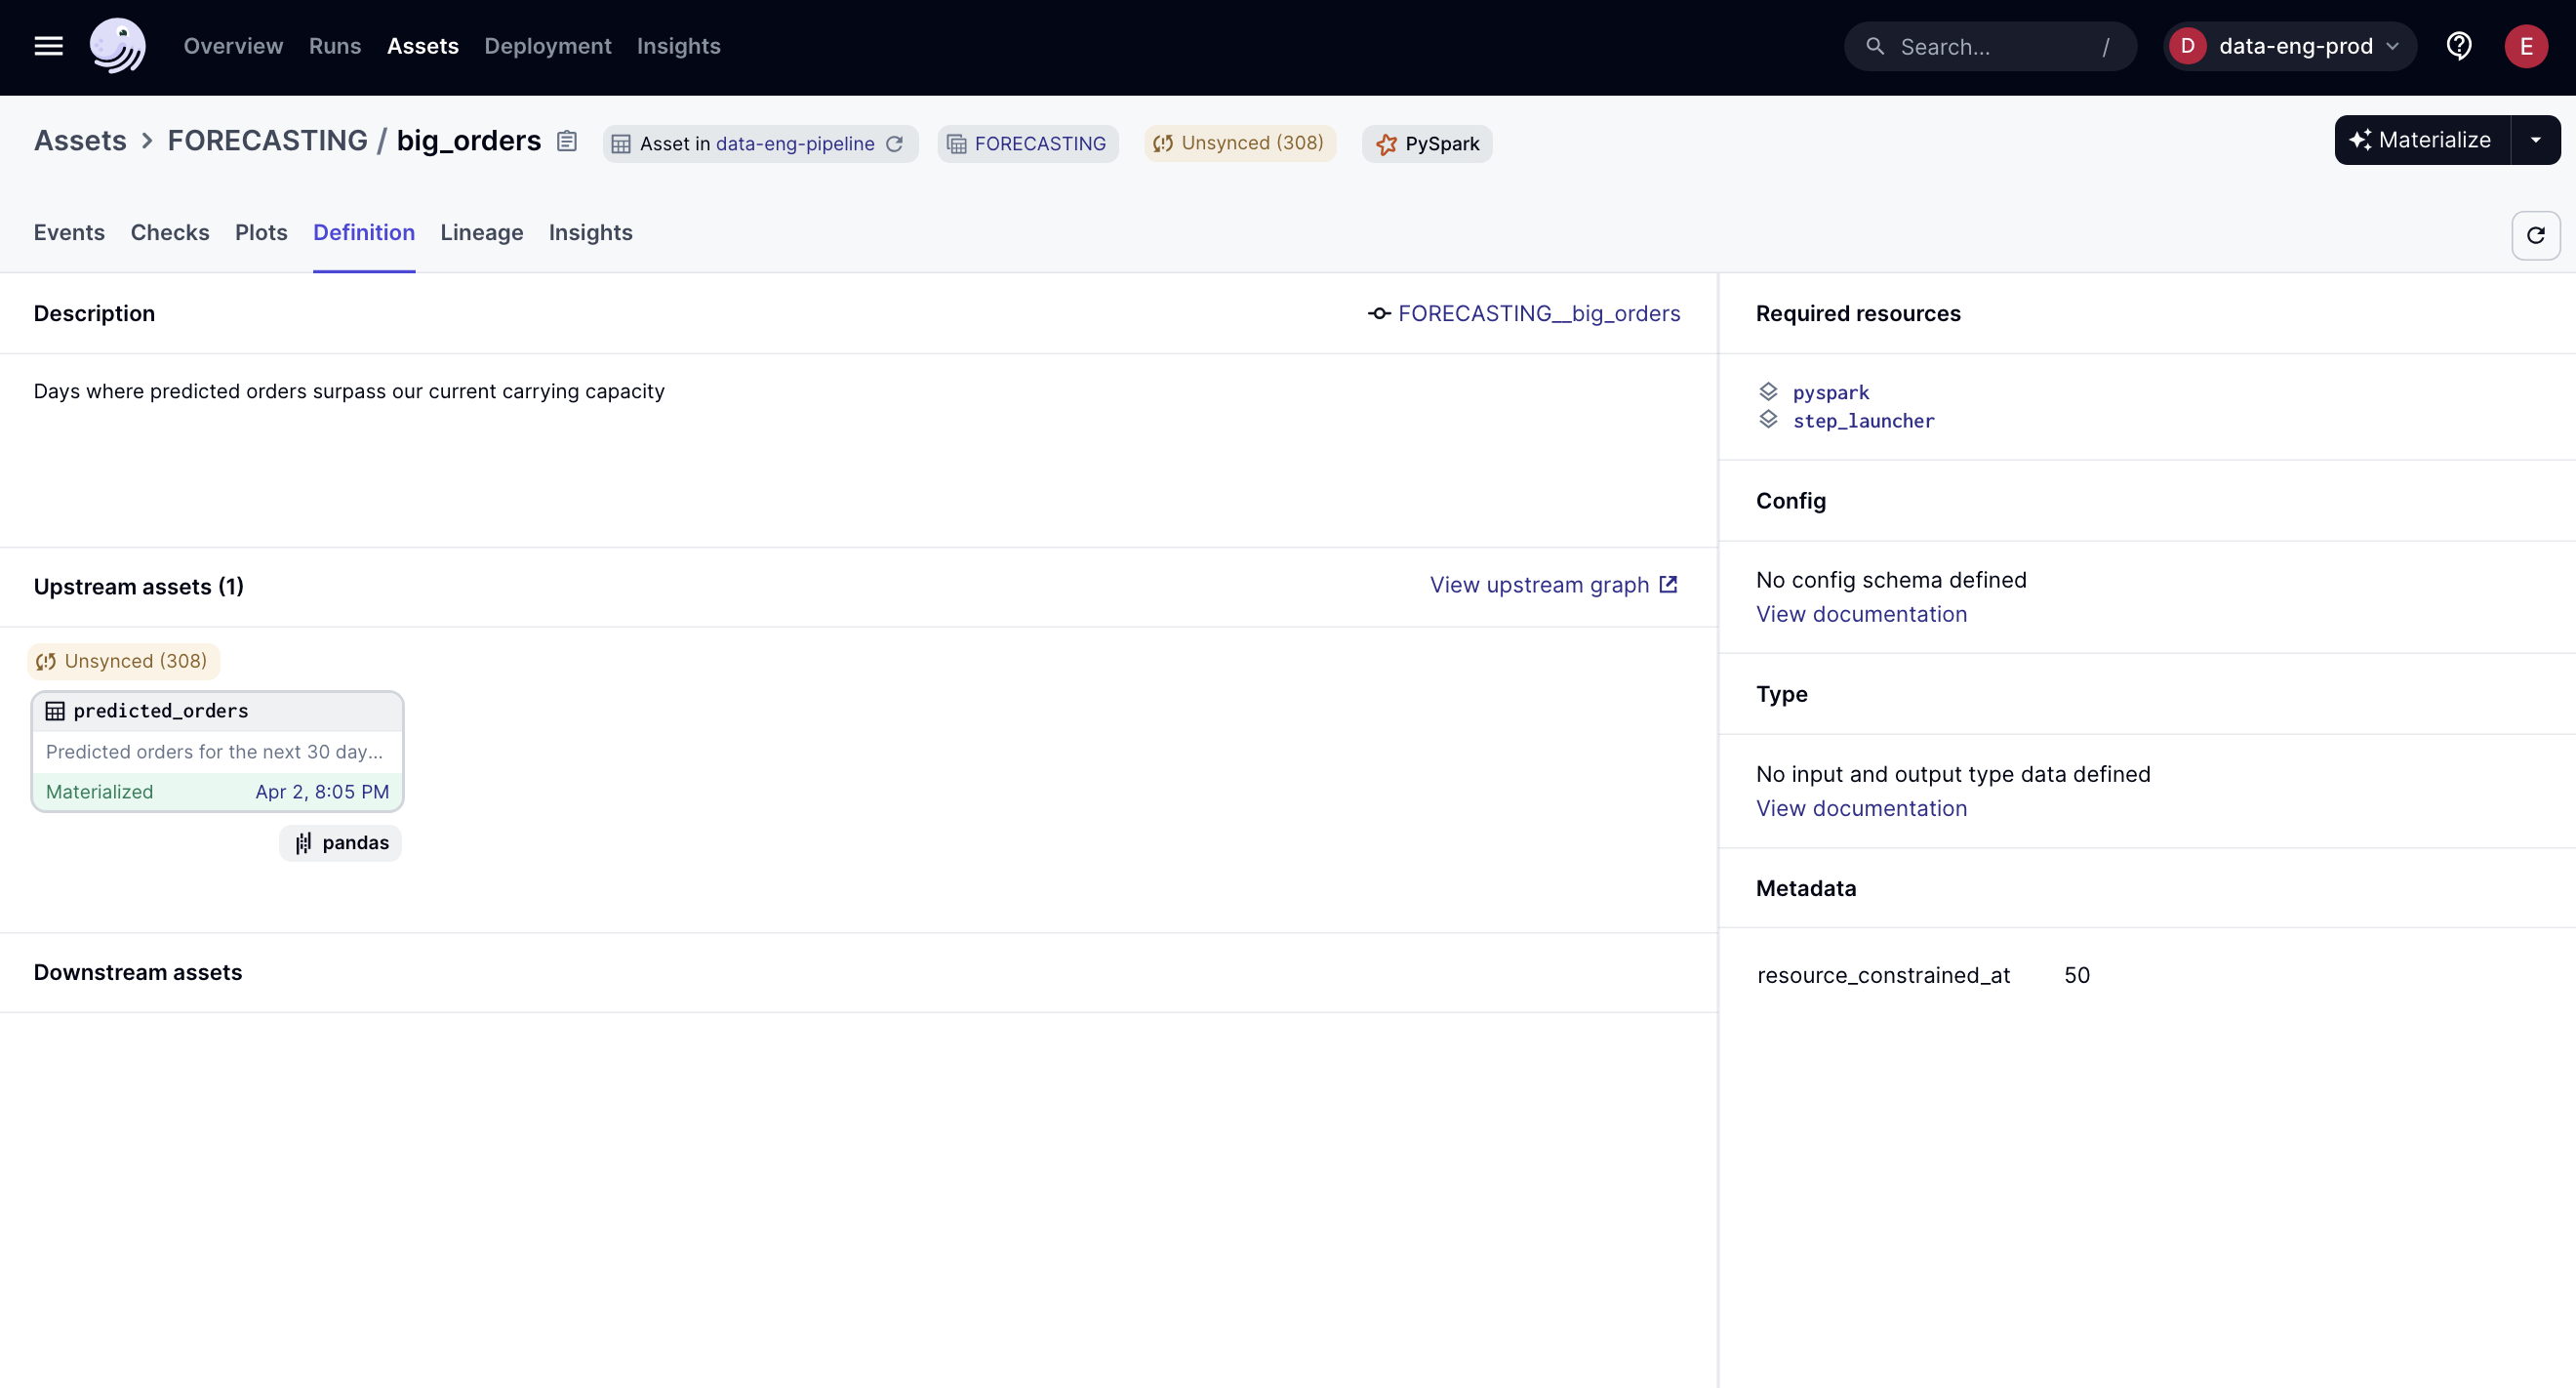 Overview Runs Assets Deployment Insights
Search... /
D data-eng-prod
E
Assets > FORECASTING / big_orders
Asset in data-eng-pipeline
FORECASTING
Unsynced (308)
PySpark
Materialize
Events Checks Plots Definition Lineage Insights
Description
FORECASTING__big_orders
Days where predicted orders surpass our current carrying capacity
Upstream assets (1)
View upstream graph
Unsynced (308)
predicted_orders
Predicted orders for the next 30 day...
Materialized Apr 2, 8:05 PM
pandas
Downstream assets
Required resources
pyspark
step_launcher
Config
No config schema defined
View documentation
Type
No input and output type data defined
View documentation
Metadata
resource_constrained_at 50